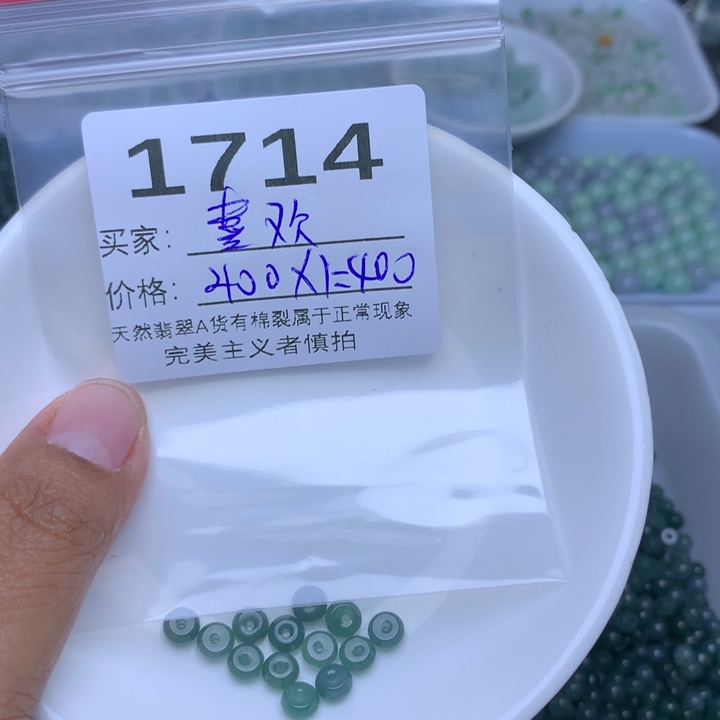 1714
买家：喜欢
价格：400X1=400
天然翡翠A货有棉裂属于正常现象
完美主义者慎拍